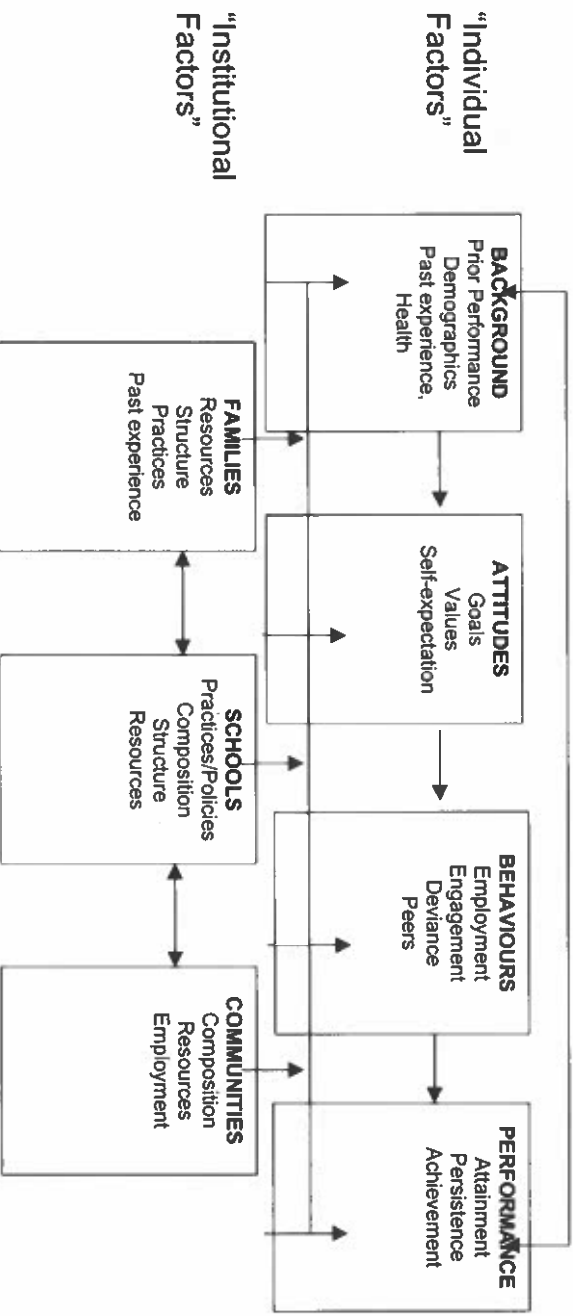 "Individual
Factors"
BACKGROUND
Prior Performance
Demographics
Past experience,
Health
ATTITUDES
Goals
Values
Self-expectation
BEHAVIOURS
Employment
Engagement
Deviance
Peers
PERFORMANCE
Attainment
Persistence
Achievement
"Institutional
Factors"
FAMILIES
Resources
Structure
Practices
Past experience
SCHOOLS
Practices/Policies
Composition
Structure
Resources
COMMUNITIES
Composition
Resources
Employment